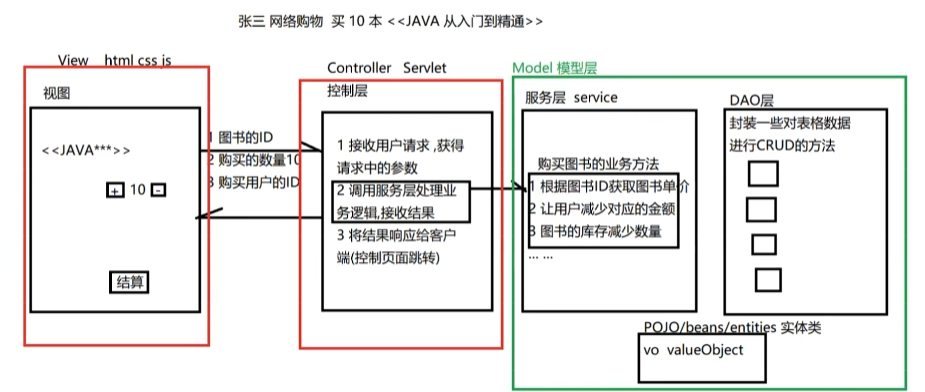 张三 网络购物 买 10 本 <<JAVA 从入门到精通>>
View html css js
视图
<<JAVA***>>
+ 10 -
结算
1 图书的ID
2 购买的数量10
3 购买用户的ID
Controller Servlet
控制层
1 接收用户请求 ,获得
请求中的参数
2 调用服务层处理业
务逻辑,接收结果
3 将结果响应给客户
端(控制页面跳转)
Model 模型层
服务层 service
购买图书的业务方法
1 根据图书ID获取图书单价
2 让用户减少对应的金额
3 图书的库存减少数量
... ...
DAO层
封装一些对表格数据
进行CRUD的方法
POJO/beans/entities 实体类
vo valueObject